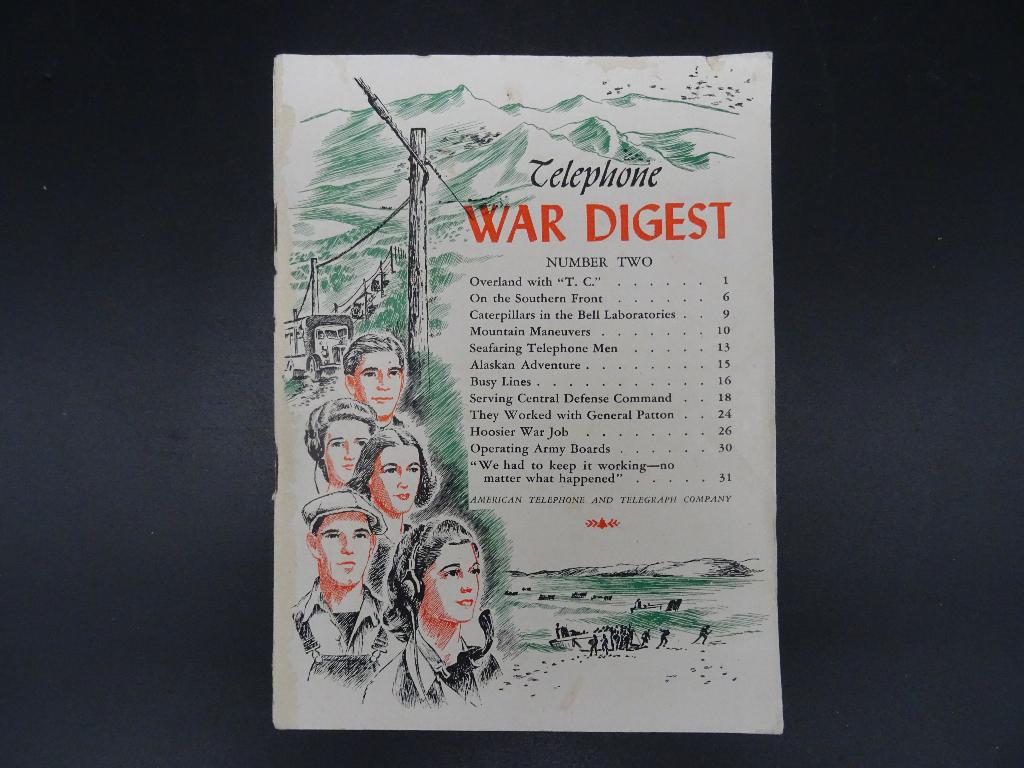 Telephone
WAR DIGEST
NUMBER TWO
Overland with "T. C." . . . . . . 1
On the Southern Front . . . . . . 6
Caterpillars in the Bell Laboratories . . 9
Mountain Maneuvers . . . . . . . 10
Seafaring Telephone Men . . . . . 13
Alaskan Adventure . . . . . . . . 15
Busy Lines . . . . . . . . . . . 16
Serving Central Defense Command . . 18
They Worked with General Patton . . 24
Hoosier War Job . . . . . . . . 26
Operating Army Boards . . . . . . 30
"We had to keep it working—no
matter what happened" . . . . . 31
AMERICAN TELEPHONE AND TELEGRAPH COMPANY